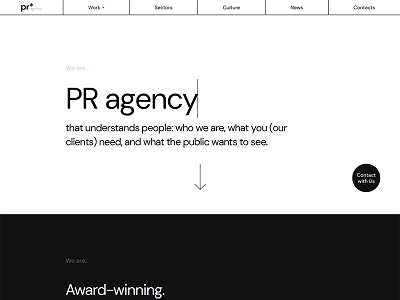 pr+
agency
Work
Sectors
Culture
News
Contacts
We are...
PR agency
that understands people: who we are, what you (our
clients) need, and what the public wants to see.
Contact
with Us
We are...
Award-winning.